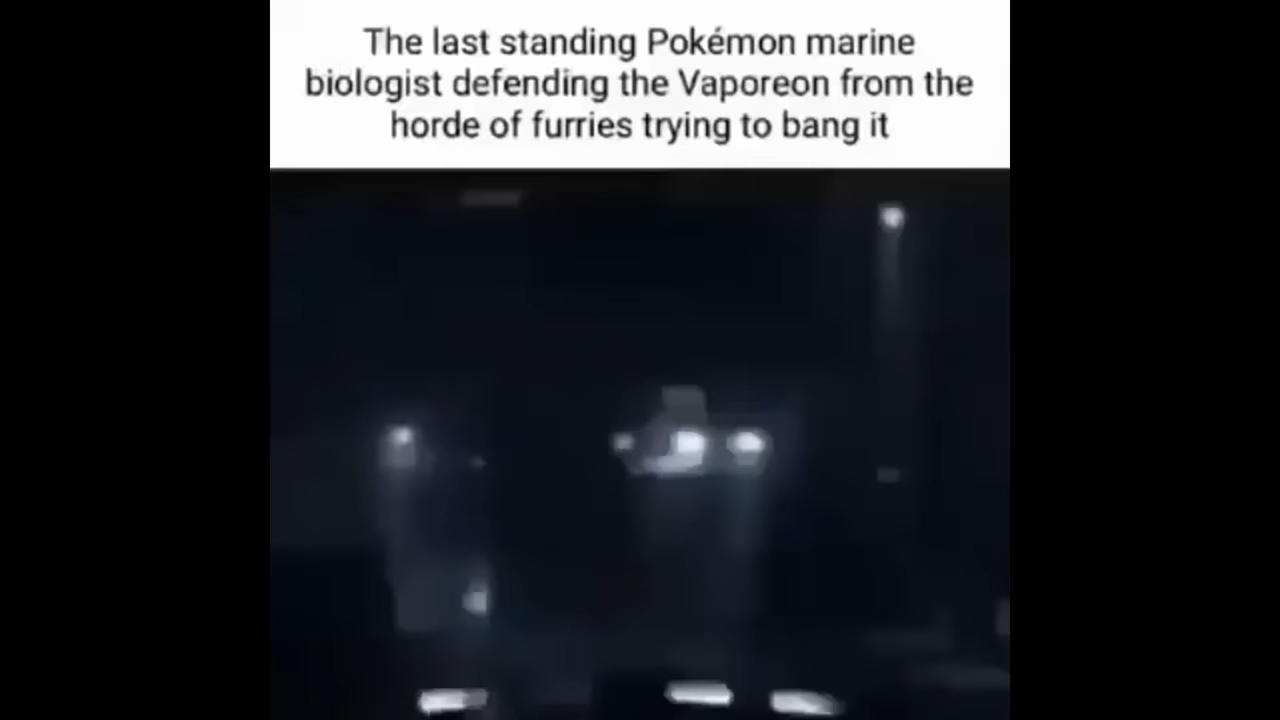 The last standing Pokémon marine
biologist defending the Vaporeon from the
horde of furries trying to bang it